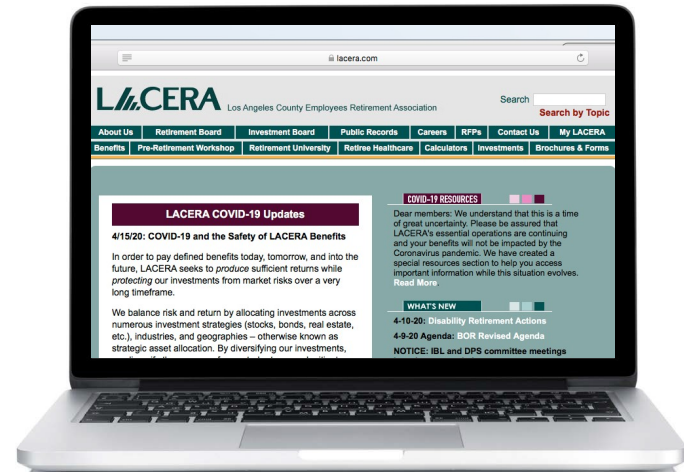 lacera.com
L//.CERA Los Angeles County Employees Retirement Association
Search
Search by Topic
About Us Retirement Board Investment Board Public Records Careers RFPs Contact Us My LACERA
Benefits Pre-Retirement Workshop Retirement University Retiree Healthcare Calculators Investments Brochures & Forms
LACERA COVID-19 Updates
4/15/20: COVID-19 and the Safety of LACERA Benefits
In order to pay defined benefits today, tomorrow, and into the
future, LACERA seeks to produce sufficient returns while
protecting our investments from market risks over a very
long timeframe.
We balance risk and return by allocating investments across
numerous investment strategies (stocks, bonds, real estate,
etc.), industries, and geographies – otherwise known as
strategic asset allocation. By diversifying our investments,
COVID-19 RESOURCES
Dear members: We understand that this is a time
of great uncertainty. Please be assured that
LACERA's essential operations are continuing
and your benefits will not be impacted by the
Coronavirus pandemic. We have created a
special resources section to help you access
important information while this situation evolves.
Read More.
WHAT'S NEW
4-10-20: Disability Retirement Actions
4-9-20 Agenda: BOR Revised Agenda
NOTICE: IBL and DPS committee meetings